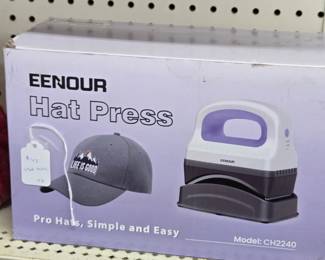 EENOUR
Hat Press
LIFE IS GOOD
EENOUR
Pro Hats, Simple and Easy
Model: CH2240